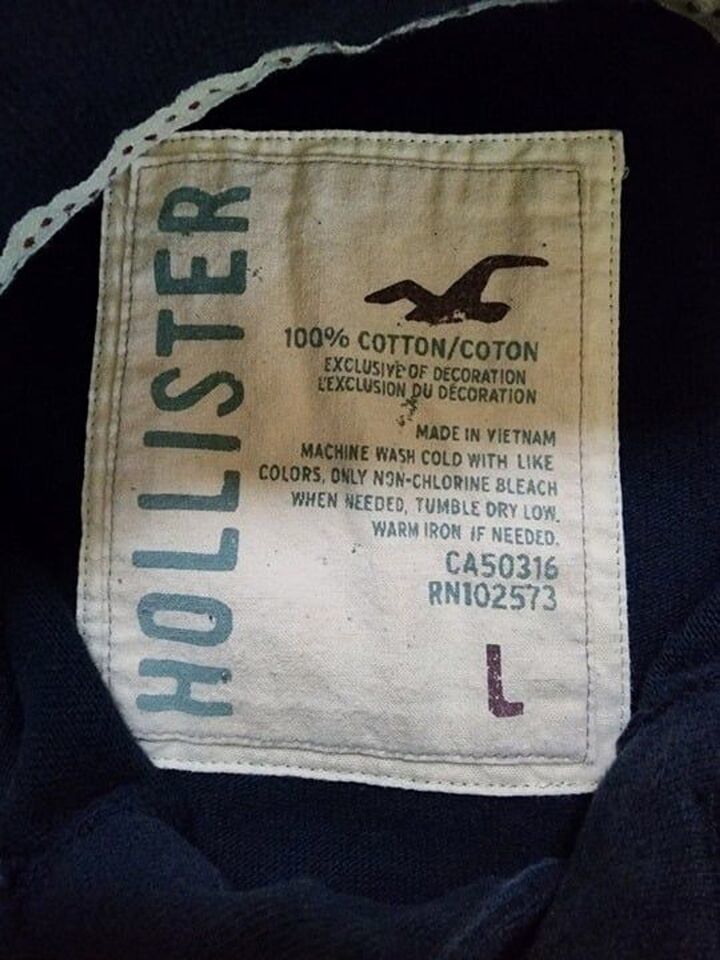 HOLLISTER
100% COTTON/COTON
EXCLUSIVE OF DECORATION
L'EXCLUSION DU DÉCORATION
MADE IN VIETNAM
MACHINE WASH COLD WITH LIKE
COLORS, ONLY NON-CHLORINE BLEACH
WHEN NEEDED, TUMBLE DRY LOW.
WARM IRON IF NEEDED.
CA50316
RN102573
L